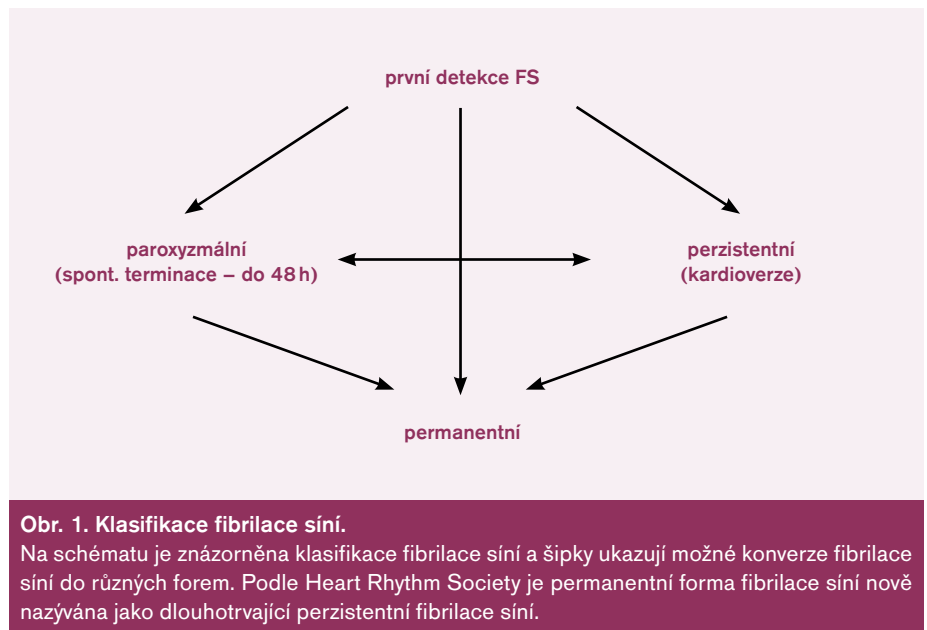 první detekce FS
paroxyzmální
(spont. terminace – do 48 h)
perzistentní
(kardioverze)
permanentní
Obr. 1. Klasifikace fibrilace síní.
Na schématu je znázorněna klasifikace fibrilace síní a šipky ukazují možné konverze fibrilace
síní do různých forem. Podle Heart Rhythm Society je permanentní forma fibrilace síní nově
nazývána jako dlouhotrvající perzistentní fibrilace síní.